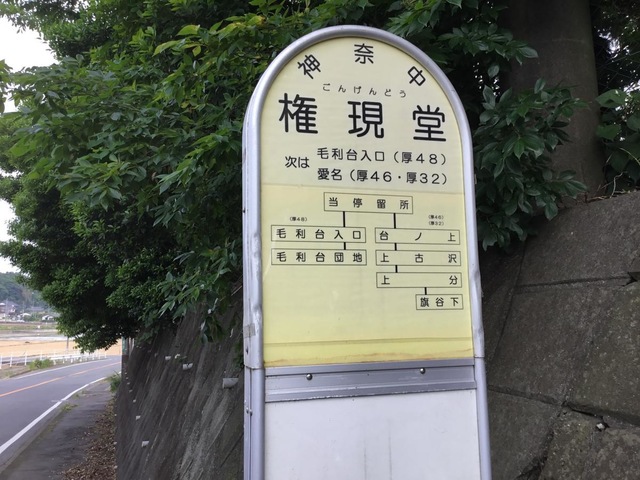 神奈中
ごんげんどう
権現堂
次は 毛利台入口(厚48)
愛名(厚46・厚32)
当停留所
(厚48) (厚46)
(厚32)
毛利台入口 台ノ上
毛利台団地 上古沢
上分
旗谷下